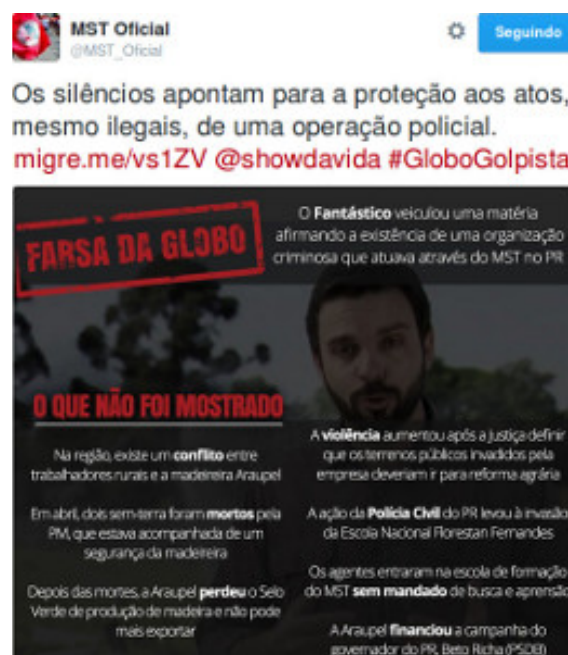 MST Oficial
@MST_Oficial
Seguindo
Os silêncios apontam para a proteção aos atos,
mesmo ilegais, de uma operação policial.
migre.me/vs1ZV @showdavida #GloboGolpista
FARSA DA GLOBO
O Fantástico veiculou uma matéria
afirmando a existência de uma organização
criminosa que atuava através do MST no PR
O QUE NÃO FOI MOSTRADO
Na região, existe um conflito entre
trabalhadores rurais e a madeireira Araupel
Em abril, dois sem-terra foram mortos pela
PM, que estava acompanhada de um
segurança da madeireira
Depois das mortes, a Araupel perdeu o Selo
Verde de produção de madeira e não pode
mais exportar
A violência aumentou após a justiça definir
que os terrenos públicos invadidos pela
empresa deveriam ir para reforma agrária
A ação da Polícia Civil do PR levou à invasão
da Escola Nacional Florestan Fernandes
Os agentes entraram na escola de formação
do MST sem mandado de busca e apreensão
A Araupel financiou a campanha do
governador do PR, Beto Richa (PSDB)